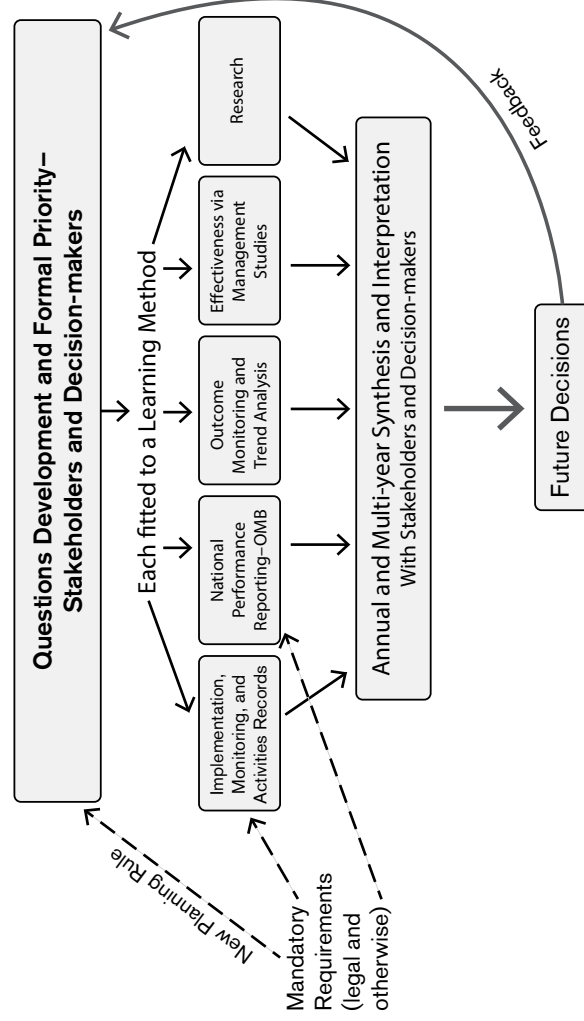 Questions Development and Formal Priority–
Stakeholders and Decision-makers
Each fitted to a Learning Method
Implementation,
Monitoring, and
Activities Records
National
Performance
Reporting–OMB
Outcome
Monitoring and
Trend Analysis
Effectiveness via
Management
Studies
Research
New Planning Rule
Mandatory
Requirements
(legal and
otherwise)
Annual and Multi-year Synthesis and Interpretation
With Stakeholders and Decision-makers
Feedback
Future Decisions